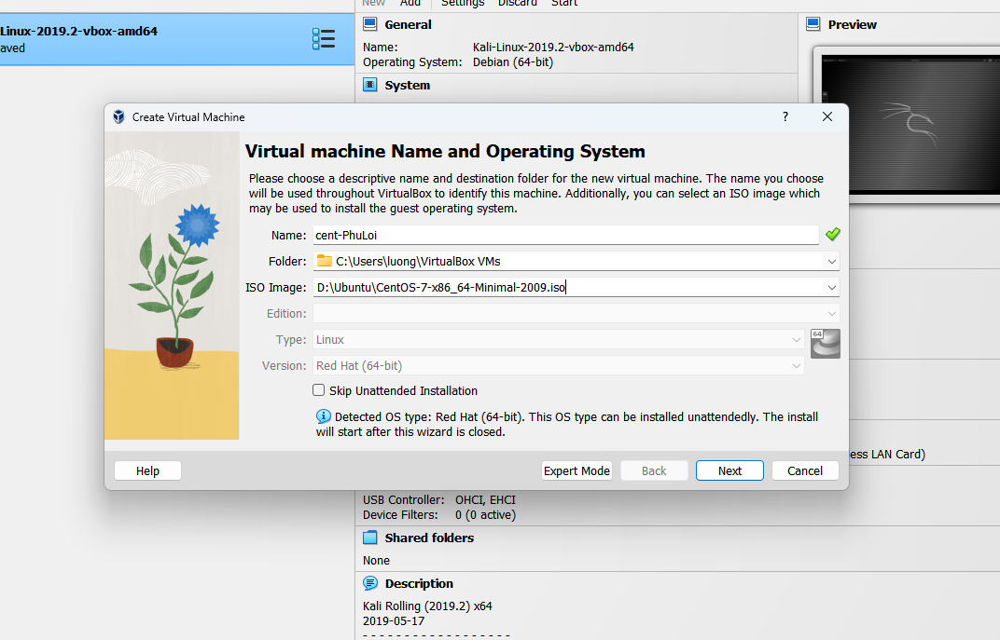 New Add Settings Discard Start
Linux-2019.2-vbox-amd64
aved
General
Name: Kali-Linux-2019.2-vbox-amd64
Operating System: Debian (64-bit)
System
Preview
Create Virtual Machine
?
Virtual machine Name and Operating System
Please choose a descriptive name and destination folder for the new virtual machine. The name you choose
will be used throughout VirtualBox to identify this machine. Additionally, you can select an ISO image which
may be used to install the guest operating system.
Name: cent-PhuLoi
Folder: C:\Users\luong\VirtualBox VMs
ISO Image: D:\Ubuntu\CentOS-7-x86_64-Minimal-2009.iso
Edition:
Type: Linux
64
Version: Red Hat (64-bit)
Skip Unattended Installation
Detected OS type: Red Hat (64-bit). This OS type can be installed unattendedly. The install
will start after this wizard is closed.
Help Expert Mode Back Next Cancel
ess LAN Card)
USB Controller: OHCI, EHCI
Device Filters: 0 (0 active)
Shared folders
None
Description
Kali Rolling (2019.2) x64
2019-05-17
- - - - - - - - - - - - - - - - - -